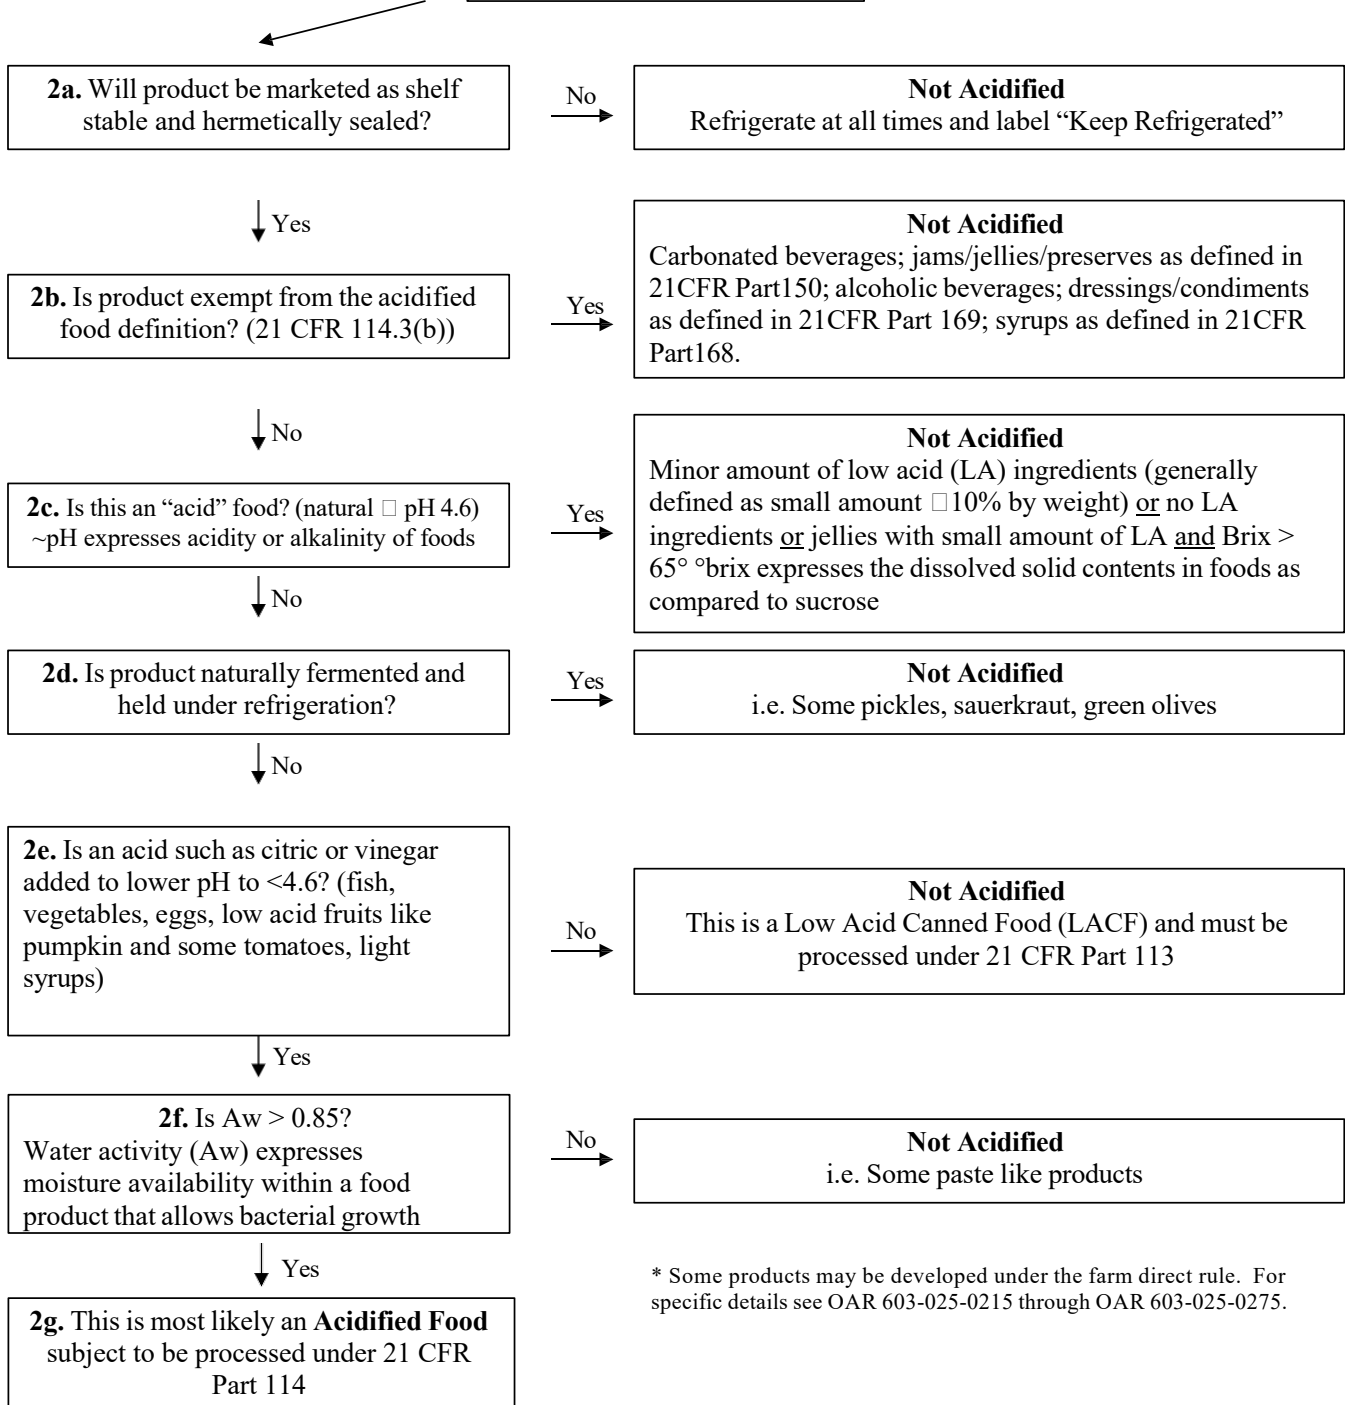 2a. Will product be marketed as shelf
stable and hermetically sealed?
No
Not Acidified
Refrigerate at all times and label “Keep Refrigerated”
Yes
2b. Is product exempt from the acidified
food definition? (21 CFR 114.3(b))
Yes
Not Acidified
Carbonated beverages; jams/jellies/preserves as defined in
21CFR Part150; alcoholic beverages; dressings/condiments
as defined in 21CFR Part 169; syrups as defined in 21CFR
Part168.
No
2c. Is this an “acid” food? (natural □ pH 4.6)
~pH expresses acidity or alkalinity of foods
Yes
Not Acidified
Minor amount of low acid (LA) ingredients (generally
defined as small amount □10% by weight) or no LA
ingredients or jellies with small amount of LA and Brix >
65° °brix expresses the dissolved solid contents in foods as
compared to sucrose
No
2d. Is product naturally fermented and
held under refrigeration?
Yes
Not Acidified
i.e. Some pickles, sauerkraut, green olives
No
2e. Is an acid such as citric or vinegar
added to lower pH to <4.6? (fish,
vegetables, eggs, low acid fruits like
pumpkin and some tomatoes, light
syrups)
No
Not Acidified
This is a Low Acid Canned Food (LACF) and must be
processed under 21 CFR Part 113
Yes
2f. Is Aw > 0.85?
Water activity (Aw) expresses
moisture availability within a food
product that allows bacterial growth
No
Not Acidified
i.e. Some paste like products
Yes
2g. This is most likely an Acidified Food
subject to be processed under 21 CFR
Part 114
* Some products may be developed under the farm direct rule. For
specific details see OAR 603-025-0215 through OAR 603-025-0275.